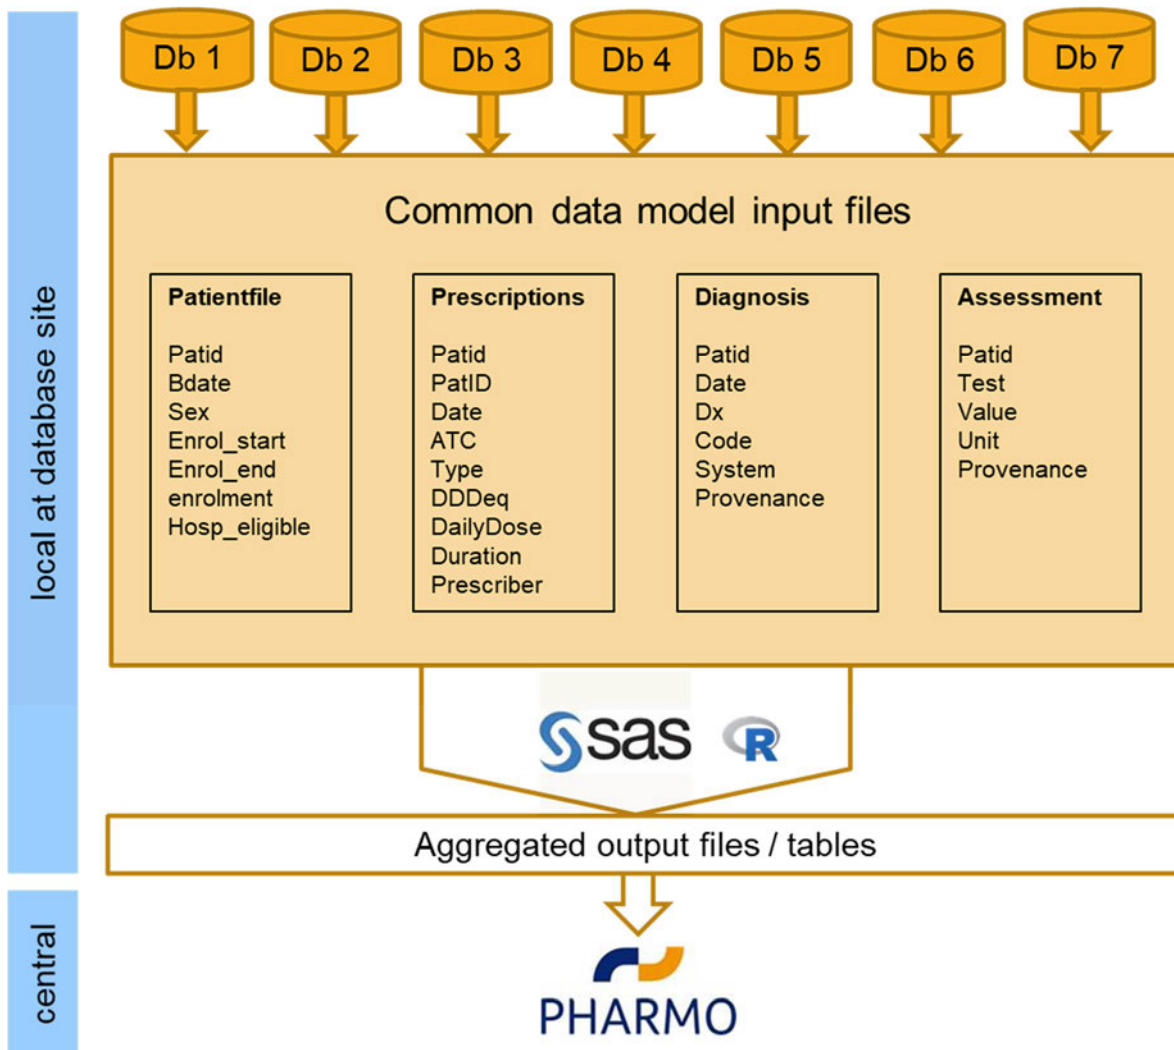 Db 1
Db 2
Db 3
Db 4
Db 5
Db 6
Db 7
local at database site
Common data model input files
Patientfile
Patid
Bdate
Sex
Enrol_start
Enrol_end
enrolment
Hosp_eligible
Prescriptions
Patid
PatID
Date
ATC
Type
DDDeq
DailyDose
Duration
Prescriber
Diagnosis
Patid
Date
Dx
Code
System
Provenance
Assessment
Patid
Test
Value
Unit
Provenance
sas
R
Aggregated output files / tables
central
PHARMO